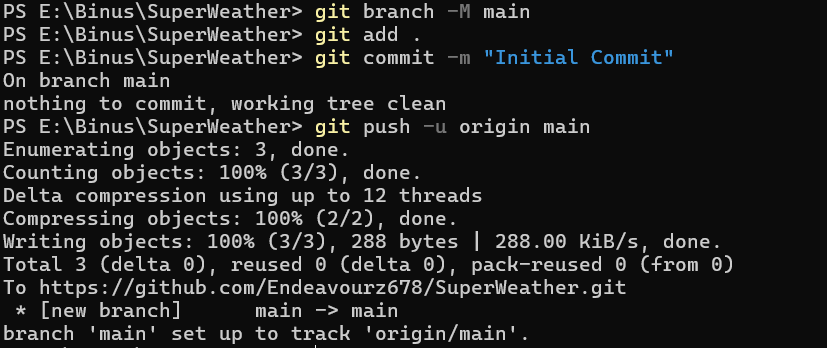 PS E:\Binus\SuperWeather> git branch -M main
PS E:\Binus\SuperWeather> git add .
PS E:\Binus\SuperWeather> git commit -m "Initial Commit"
On branch main
nothing to commit, working tree clean
PS E:\Binus\SuperWeather> git push -u origin main
Enumerating objects: 3, done.
Counting objects: 100% (3/3), done.
Delta compression using up to 12 threads
Compressing objects: 100% (2/2), done.
Writing objects: 100% (3/3), 288 bytes | 288.00 KiB/s, done.
Total 3 (delta 0), reused 0 (delta 0), pack-reused 0 (from 0)
To https://github.com/Endeavourz678/SuperWeather.git
 * [new branch]      main -> main
branch 'main' set up to track 'origin/main'.